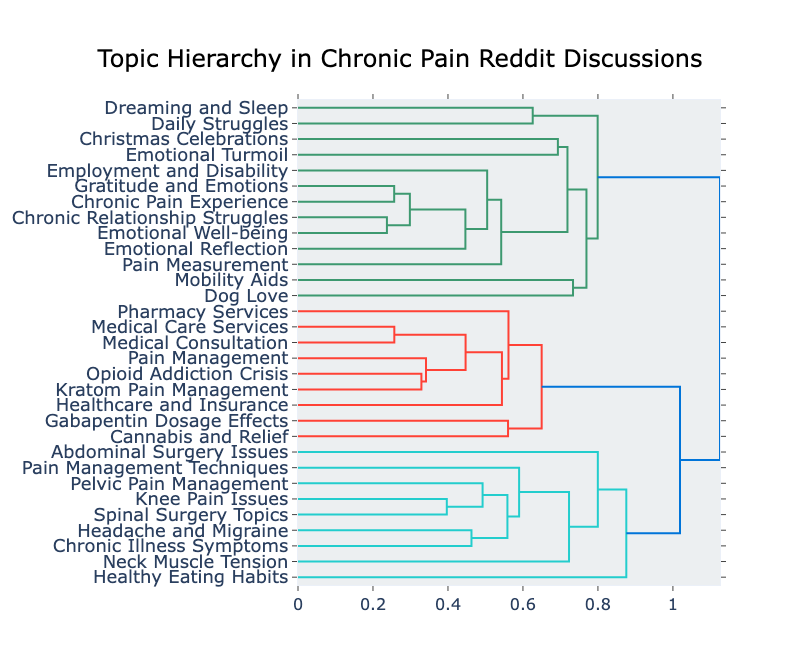 Topic Hierarchy in Chronic Pain Reddit Discussions
Dreaming and Sleep
Daily Struggles
Christmas Celebrations
Emotional Turmoil
Employment and Disability
Gratitude and Emotions
Chronic Pain Experience
Chronic Relationship Struggles
Emotional Well-being
Emotional Reflection
Pain Measurement
Mobility Aids
Dog Love
Pharmacy Services
Medical Care Services
Medical Consultation
Pain Management
Opioid Addiction Crisis
Kratom Pain Management
Healthcare and Insurance
Gabapentin Dosage Effects
Cannabis and Relief
Abdominal Surgery Issues
Pain Management Techniques
Pelvic Pain Management
Knee Pain Issues
Spinal Surgery Topics
Headache and Migraine
Chronic Illness Symptoms
Neck Muscle Tension
Healthy Eating Habits
0 0.2 0.4 0.6 0.8 1